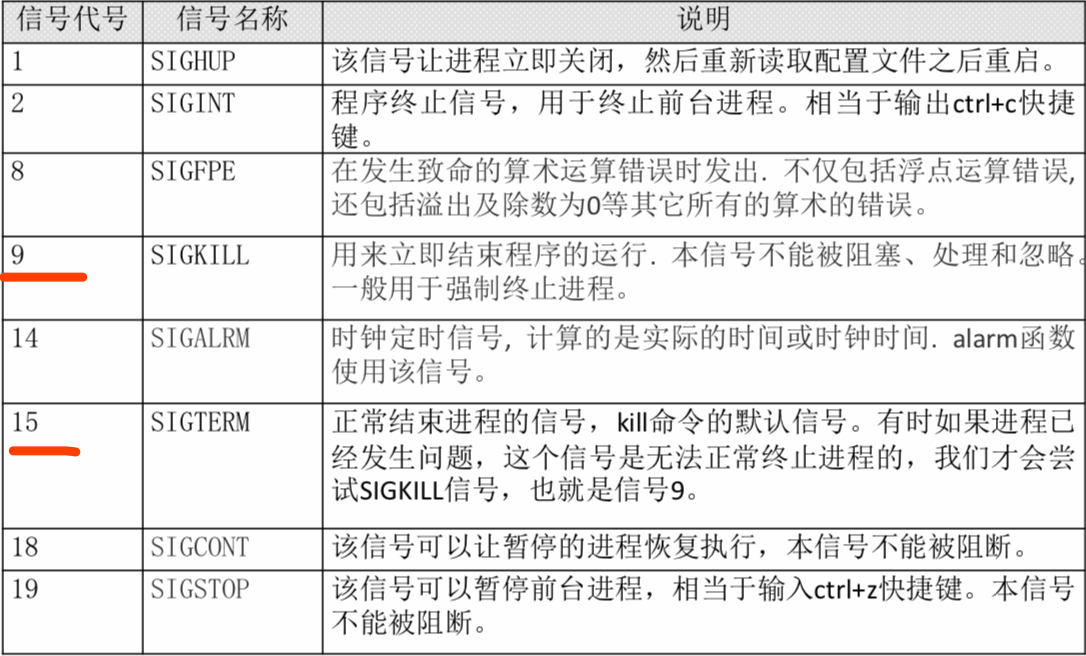 信号代号 信号名称 说明
1 SIGHUP 该信号让进程立即关闭，然后重新读取配置文件之后重启。
2 SIGINT 程序终止信号，用于终止前台进程。相当于输出ctrl+c快捷
键。
8 SIGFPE 在发生致命的算术运算错误时发出. 不仅包括浮点运算错误,
还包括溢出及除数为0等其它所有的算术的错误。
9 SIGKILL 用来立即结束程序的运行. 本信号不能被阻塞、处理和忽略。
一般用于强制终止进程。
14 SIGALRM 时钟定时信号, 计算的是实际的时间或时钟时间. alarm函数
使用该信号。
15 SIGTERM 正常结束进程的信号，kill命令的默认信号。有时如果进程已
经发生问题，这个信号是无法正常终止进程的，我们才会尝
试SIGKILL信号，也就是信号9。
18 SIGCONT 该信号可以让暂停的进程恢复执行，本信号不能被阻断。
19 SIGSTOP 该信号可以暂停前台进程，相当于输入ctrl+z快捷键。本信号
不能被阻断。